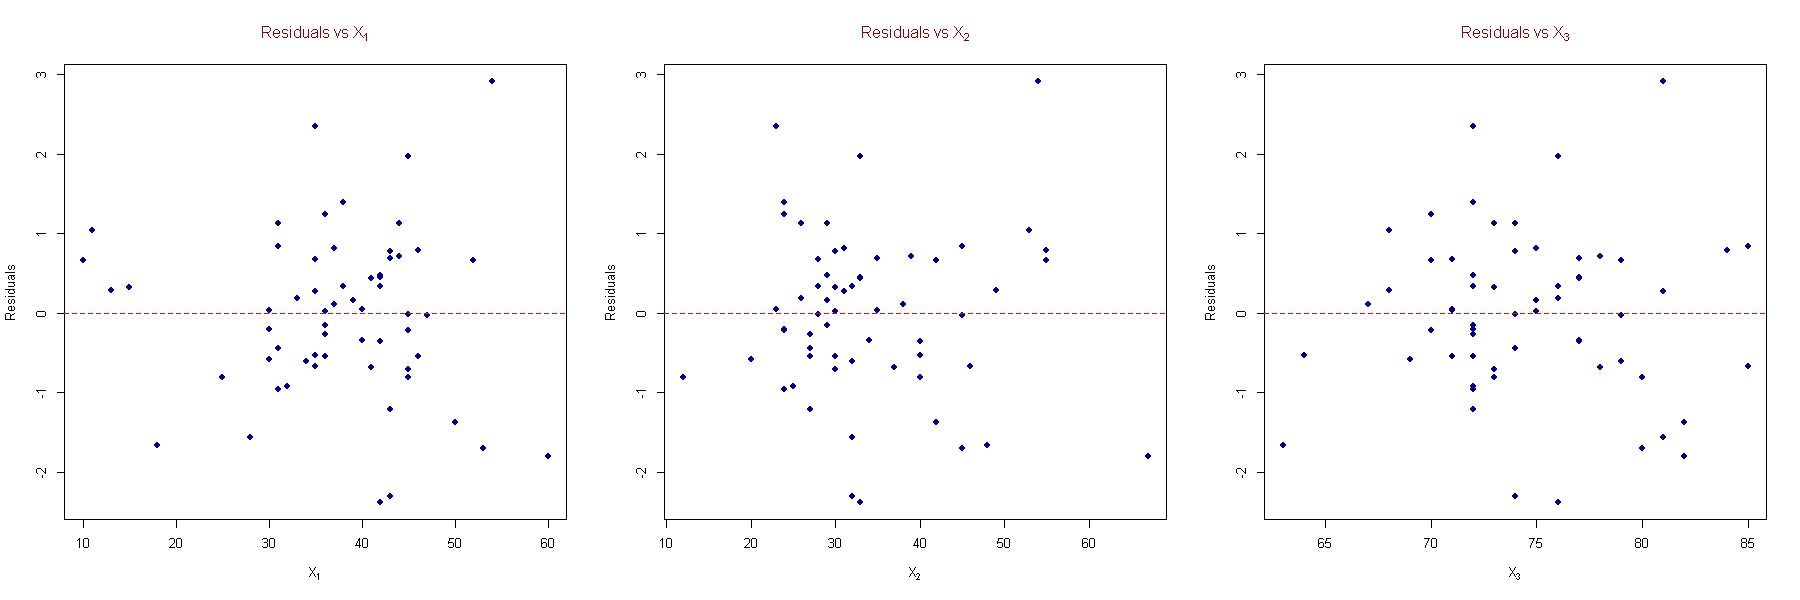 Residuals vs X₁
3
2
1
0
-1
-2
Residuals
10 20 30 40 50 60
X₁
Residuals vs X₂
3
2
1
0
-1
-2
Residuals
10 20 30 40 50 60
X₂
Residuals vs X₃
3
2
1
0
-1
-2
Residuals
65 70 75 80 85
X₃